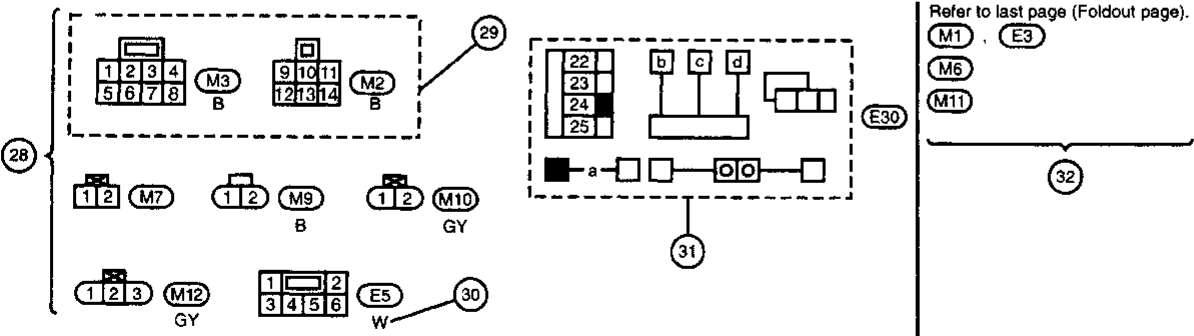 Refer to last page (Foldout page).
M1 , E3
M6
M11
32
28
29
1 2 3 4
5 6 7 8
M3
B
9 10 11
12 13 14
M2
B
1 2
M7
1 2
M9
B
1 2
M10
GY
1 2 3
M12
GY
1 2
3 4 5 6
E5
W
30
22
23
24
25
b c d
a
E30
31